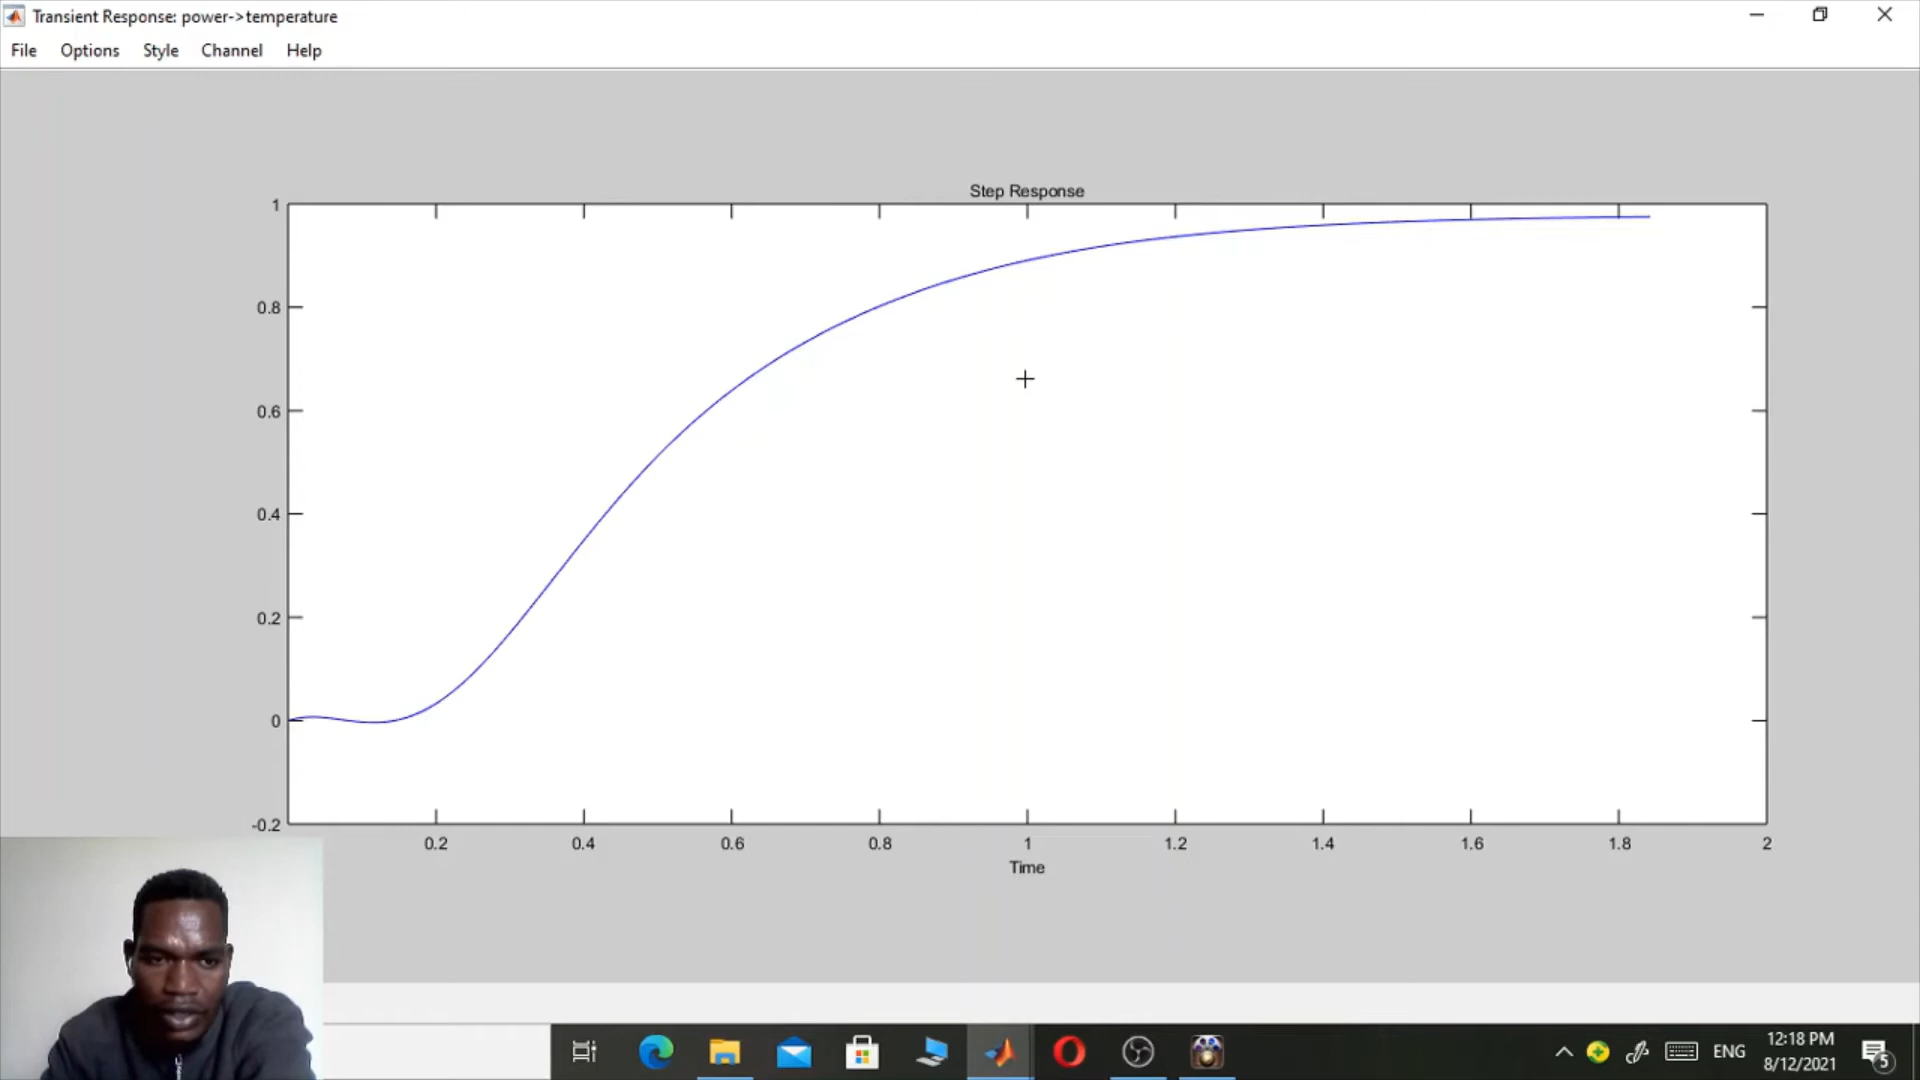 Transient Response: power->temperature
File Options Style Channel Help
Step Response
1
0.8
0.6
0.4
0.2
0
-0.2
0.2 0.4 0.6 0.8 1 1.2 1.4 1.6 1.8 2
Time
ENG
12:18 PM
8/12/2021
5